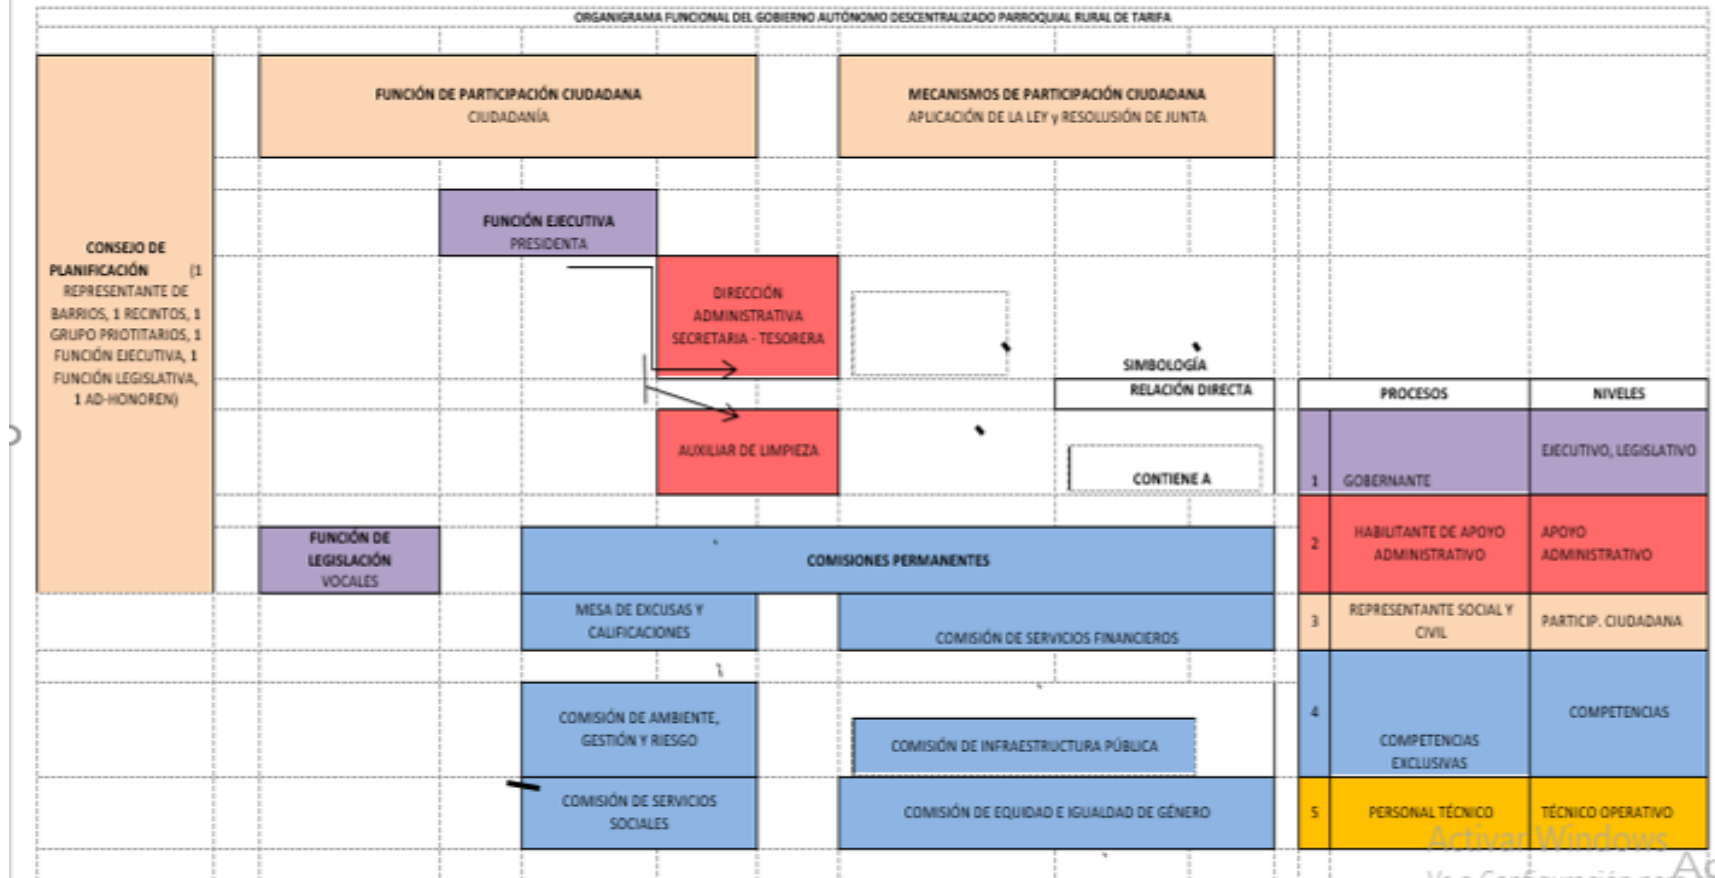 ORGANIGRAMA FUNCIONAL DEL GOBIERNO AUTÓNOMO DESCENTRALIZADO PARROQUIAL RURAL DE TARIFA
FUNCIÓN DE PARTICIPACIÓN CIUDADANA
CIUDADANÍA
MECANISMOS DE PARTICIPACIÓN CIUDADANA
APLICACIÓN DE LA LEY y RESOLUSIÓN DE JUNTA
CONSEJO DE
PLANIFICACIÓN (1
REPRESENTANTE DE
BARRIOS, 1 RECINTOS, 1
GRUPO PRIOTITARIOS, 1
FUNCIÓN EJECUTIVA, 1
FUNCIÓN LEGISLATIVA,
1 AD-HONOREN)
FUNCIÓN EJECUTIVA
PRESIDENTA
DIRECCIÓN
ADMINISTRATIVA
SECRETARIA - TESORERA
AUXILIAR DE LIMPIEZA
SIMBOLOGÍA
RELACIÓN DIRECTA
CONTIENE A
FUNCIÓN DE
LEGISLACIÓN
VOCALES
COMISIONES PERMANENTES
MESA DE EXCUSAS Y
CALIFICACIONES
COMISIÓN DE SERVICIOS FINANCIEROS
COMISIÓN DE AMBIENTE,
GESTIÓN Y RIESGO
COMISIÓN DE INFRAESTRUCTURA PÚBLICA
COMISIÓN DE SERVICIOS
SOCIALES
COMISIÓN DE EQUIDAD E IGUALDAD DE GÉNERO
PROCESOS NIVELES
1 GOBERNANTE EJECUTIVO, LEGISLATIVO
2 HABILITANTE DE APOYO
ADMINISTRATIVO
APOYO
ADMINISTRATIVO
3 REPRESENTANTE SOCIAL Y
CIVIL
PARTICIP. CIUDADANA
4 COMPETENCIAS
EXCLUSIVAS
COMPETENCIAS
5 PERSONAL TÉCNICO TÉCNICO OPERATIVO
Activar Windows